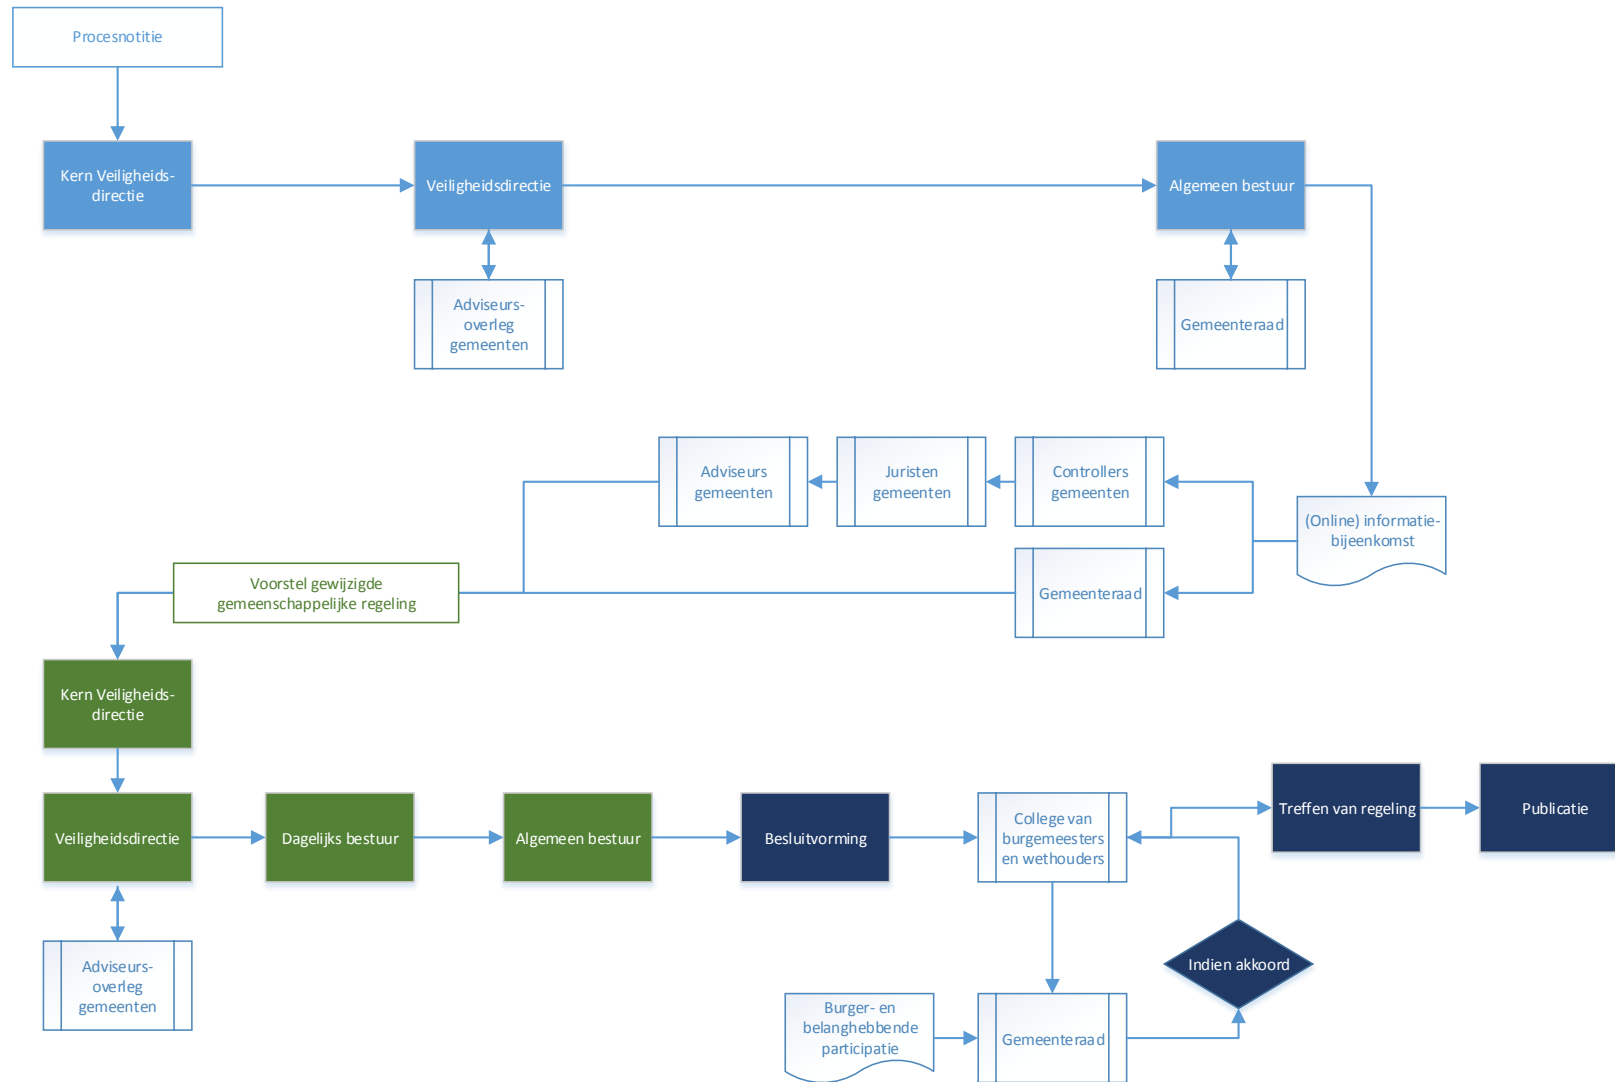 Procesnotitie
Kern Veiligheids-
directie
Veiligheidsdirectie
Algemeen bestuur
Adviseurs-
overleg
gemeenten
Gemeenteraad
Adviseurs
gemeenten
Juristen
gemeenten
Controllers
gemeenten
(Online) informatie-
bijeenkomst
Voorstel gewijzigde
gemeenschappelijke regeling
Gemeenteraad
Kern Veiligheids-
directie
Veiligheidsdirectie
Dagelijks bestuur
Algemeen bestuur
Besluitvorming
College van
burgemeesters
en wethouders
Treffen van regeling
Publicatie
Adviseurs-
overleg
gemeenten
Indien akkoord
Burger- en
belanghebbende
participatie
Gemeenteraad